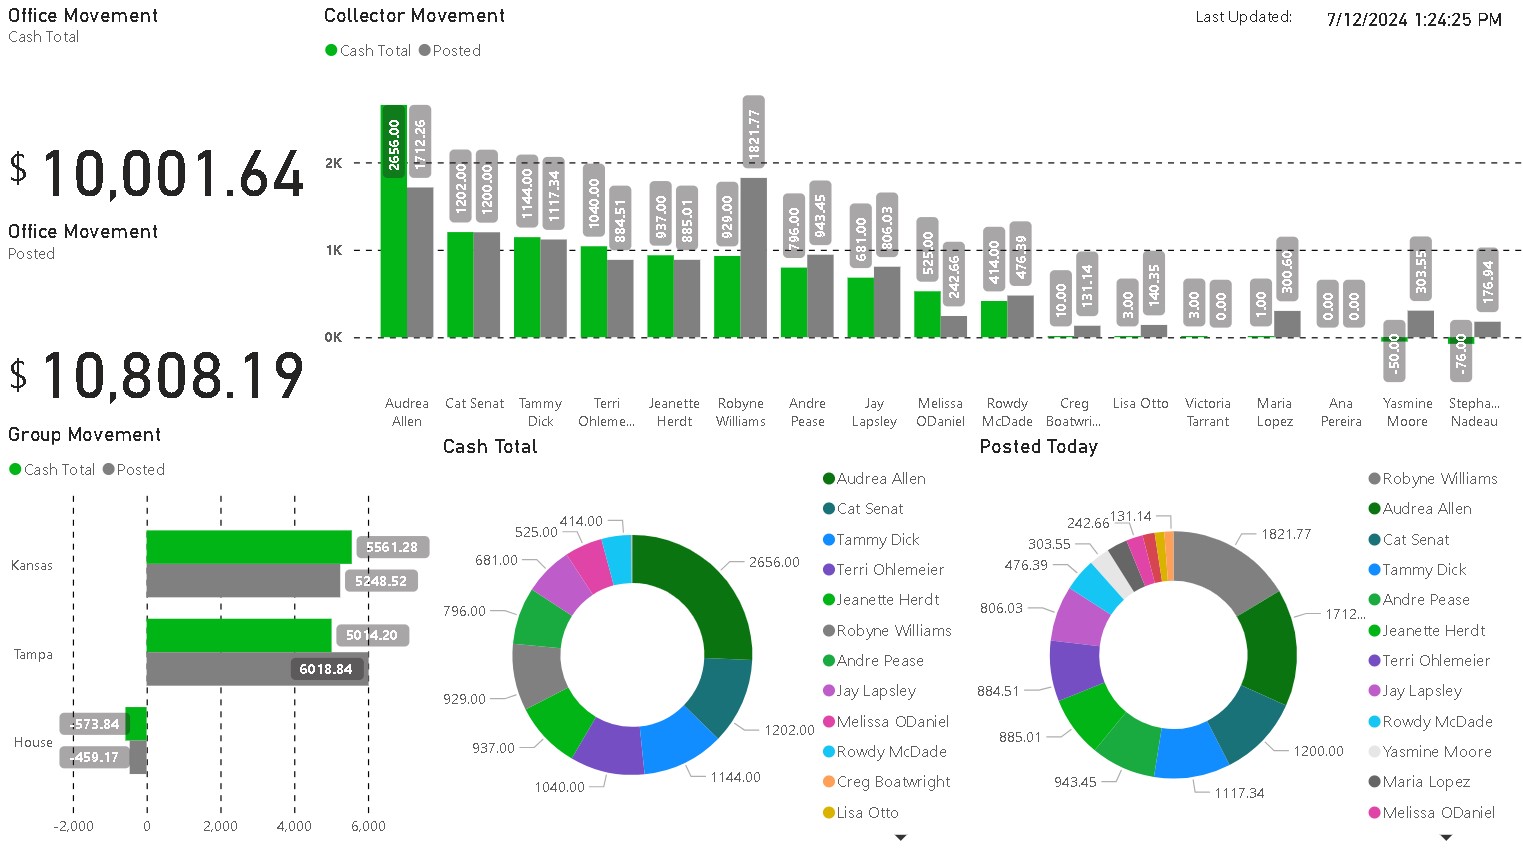 Office Movement
Cash Total
$ 10,001.64
Office Movement
Posted
$ 10,808.19
Collector Movement
Cash Total Posted
Last Updated: 7/12/2024 1:24:25 PM
2K
1K
0K
2656.00 1712.26
1202.00 1200.00
1144.00 1117.34
1040.00 884.51
937.00 885.01
929.00 1821.77
796.00 943.45
681.00 806.03
525.00 242.66
414.00 476.39
10.00 131.14
3.00 140.35
3.00 0.00
1.00 300.60
0.00 0.00
-50.00 303.55
-76.00 176.94
Audrea Allen
Cat Senat
Tammy Dick
Terri Ohleme...
Jeanette Herdt
Robyne Williams
Andre Pease
Jay Lapsley
Melissa ODaniel
Rowdy McDade
Creg Boatwri...
Lisa Otto
Victoria Tarrant
Maria Lopez
Ana Pereira
Yasmine Moore
Stepha... Nadeau
Group Movement
Cash Total Posted
Kansas
5561.28
5248.52
Tampa
5014.20
6018.84
House
-573.84
-459.17
-2,000 0 2,000 4,000 6,000
Cash Total
2656.00
1202.00
1144.00
1040.00
937.00
929.00
796.00
681.00
525.00
414.00
Audrea Allen
Cat Senat
Tammy Dick
Terri Ohlemeier
Jeanette Herdt
Robyne Williams
Andre Pease
Jay Lapsley
Melissa ODaniel
Rowdy McDade
Creg Boatwright
Lisa Otto
Posted Today
1821.77
1712...
1200.00
1117.34
943.45
885.01
884.51
806.03
476.39
303.55
242.66
131.14
Robyne Williams
Audrea Allen
Cat Senat
Tammy Dick
Andre Pease
Jeanette Herdt
Terri Ohlemeier
Jay Lapsley
Rowdy McDade
Yasmine Moore
Maria Lopez
Melissa ODaniel